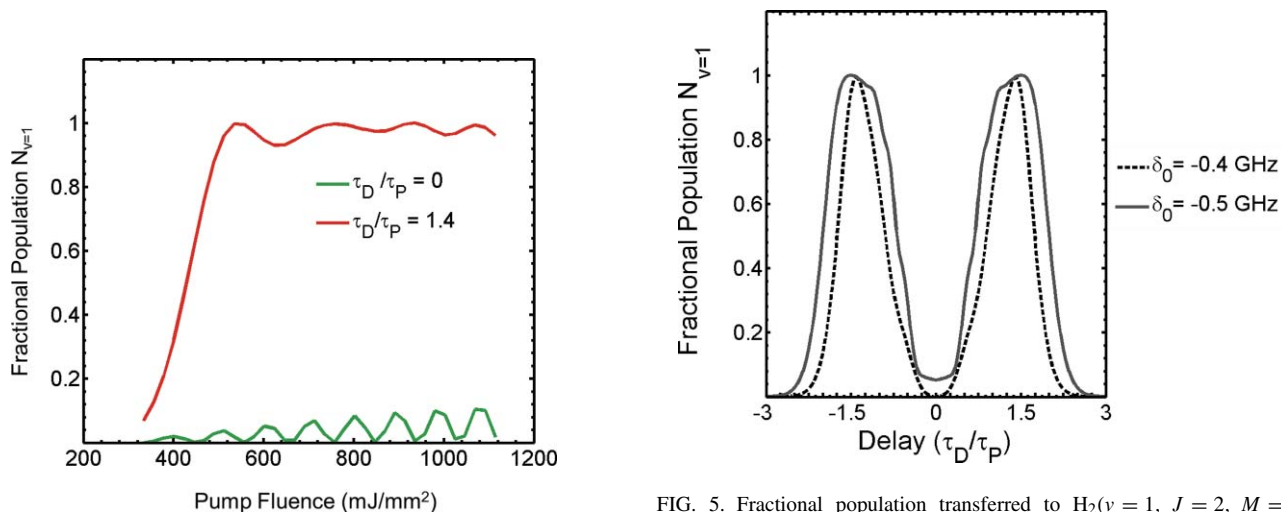 Fractional Population N_{v=1}
1
0.8
0.6
0.4
0.2
τ_D /τ_P = 0
τ_D/τ_P = 1.4
200 400 600 800 1000 1200
Pump Fluence (mJ/mm²)
Fractional Population N_{v=1}
1
0.8
0.6
0.4
0.2
δ_0= -0.4 GHz
δ_0= -0.5 GHz
-3 -1.5 0 1.5 3
Delay (τ_D/τ_P)
FIG. 5. Fractional population transferred to H₂(v = 1, J = 2, M =